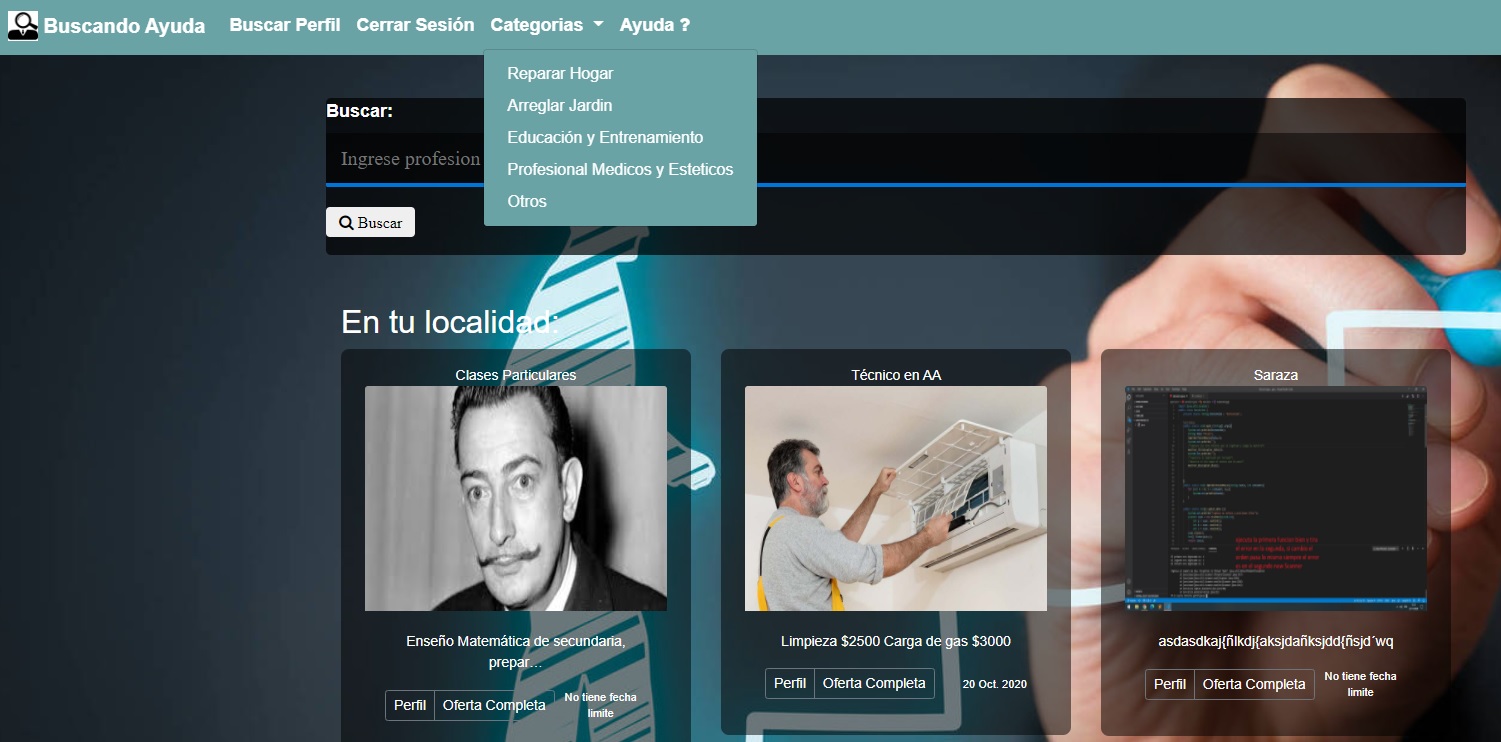 Buscando Ayuda Buscar Perfil Cerrar Sesión Categorias Ayuda ?
Reparar Hogar
Arreglar Jardin
Educación y Entrenamiento
Profesional Medicos y Esteticos
Otros
Buscar:
Ingrese profesion
Buscar
En tu localidad:
Clases Particulares
Enseño Matemática de secundaria,
prepar...
Perfil Oferta Completa
No tiene fecha
limite
Técnico en AA
Limpieza $2500 Carga de gas $3000
Perfil Oferta Completa
20 Oct. 2020
Saraza
asdasdkaj{ñlkdj{aksjdañksjdd{ñsjd´wq
Perfil Oferta Completa
No tiene fecha
limite